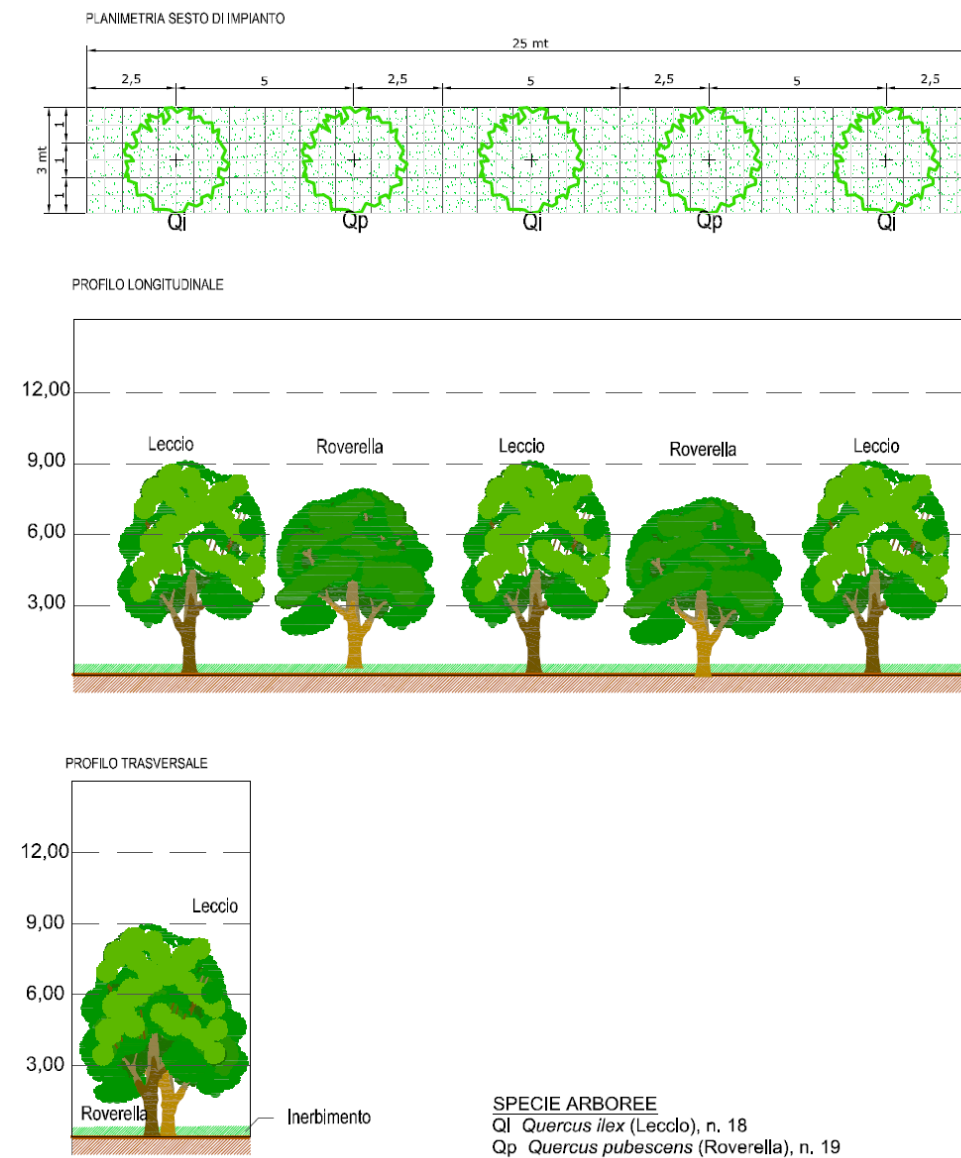 PLANIMETRIA SESTO DI IMPIANTO
25 mt
2,5 5 2,5 5 2,5 5 2,5
3 mt
1
1
1
Qi Qp Qi Qp Qi
PROFILO LONGITUDINALE
12,00
Leccio Roverella Leccio Roverella Leccio
9,00
6,00
3,00
PROFILO TRASVERSALE
12,00
Leccio
9,00
6,00
3,00
Roverella
Inerbimento
SPECIE ARBOREE
QI Quercus ilex (Leccio), n. 18
Qp Quercus pubescens (Roverella), n. 19